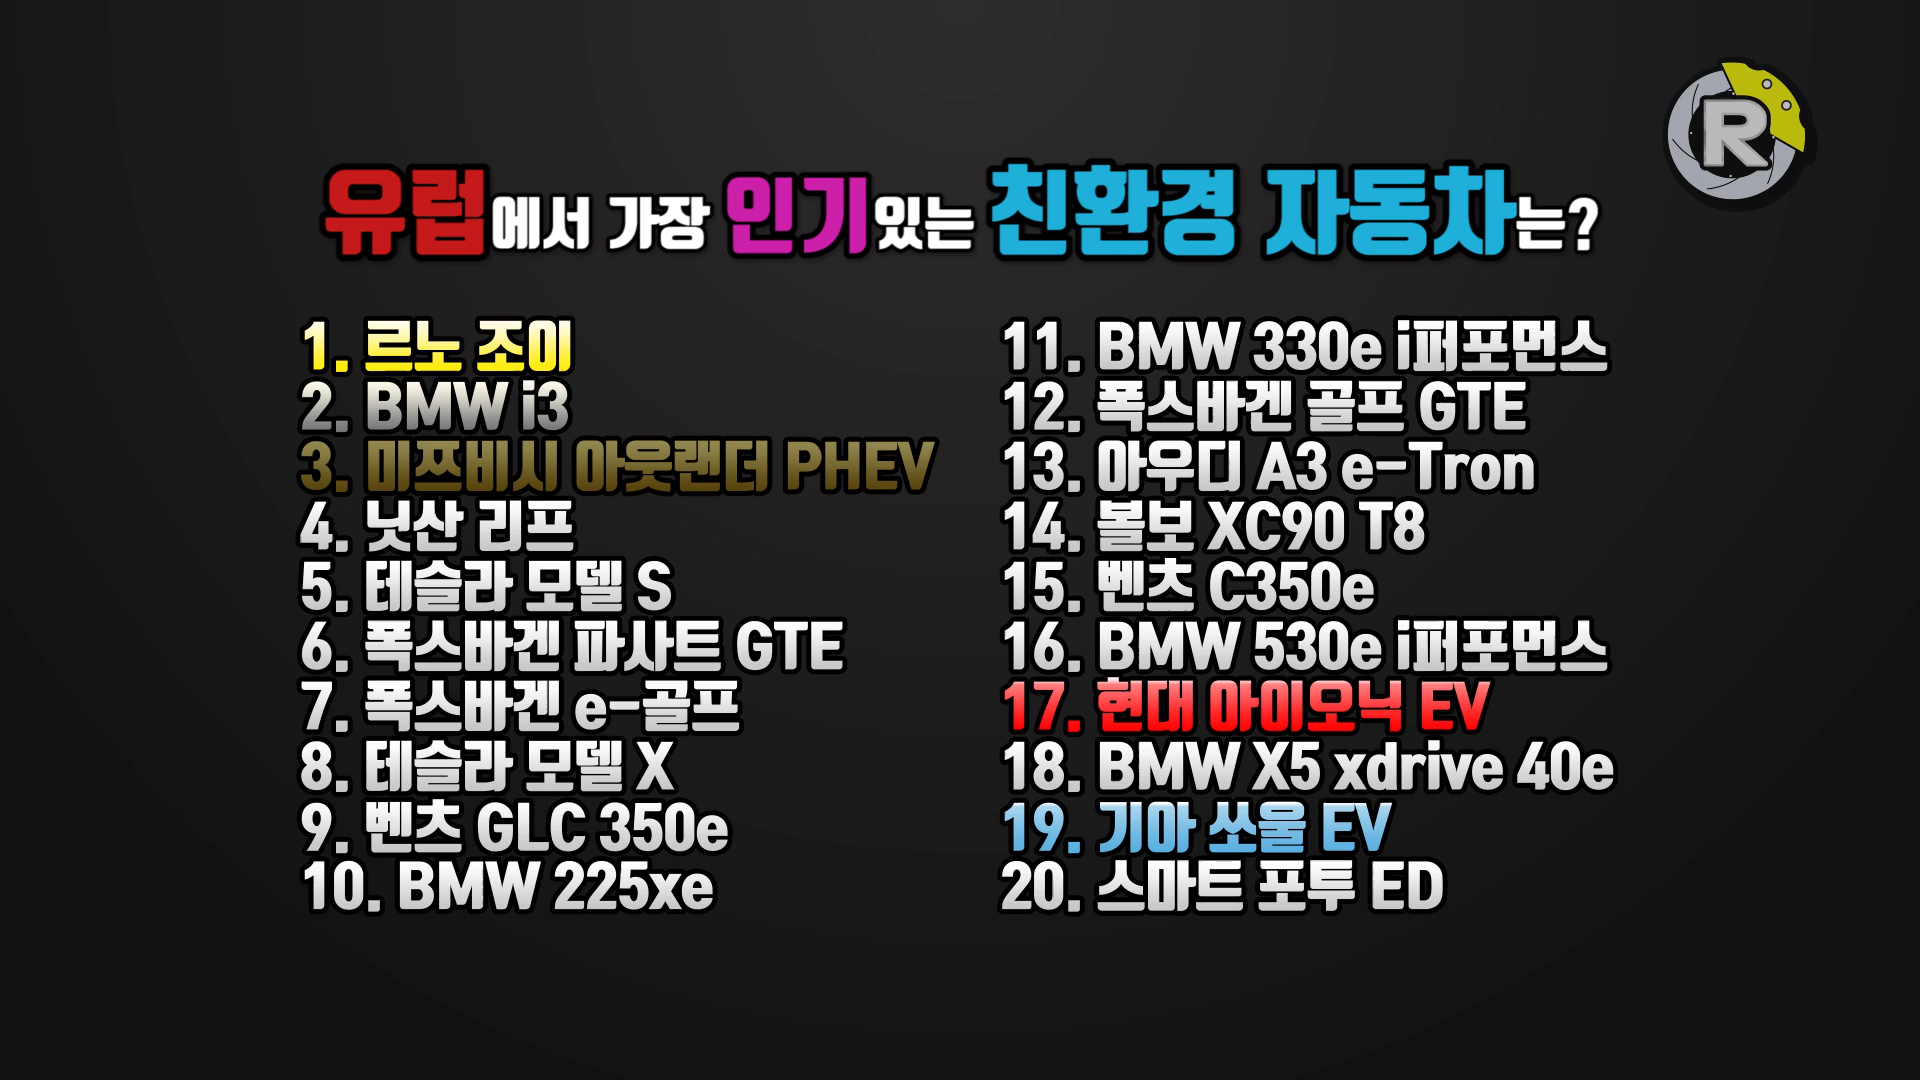 유럽에서 가장 인기있는 친환경 자동차는?
R
1. 르노 조이
2. BMW i3
3. 미쯔비시 아웃랜더 PHEV
4. 닛산 리프
5. 테슬라 모델 S
6. 폭스바겐 파사트 GTE
7. 폭스바겐 e-골프
8. 테슬라 모델 X
9. 벤츠 GLC 350e
10. BMW 225xe
11. BMW 330e i퍼포먼스
12. 폭스바겐 골프 GTE
13. 아우디 A3 e-Tron
14. 볼보 XC90 T8
15. 벤츠 C350e
16. BMW 530e i퍼포먼스
17. 현대 아이오닉 EV
18. BMW X5 xdrive 40e
19. 기아 쏘울 EV
20. 스마트 포투 ED